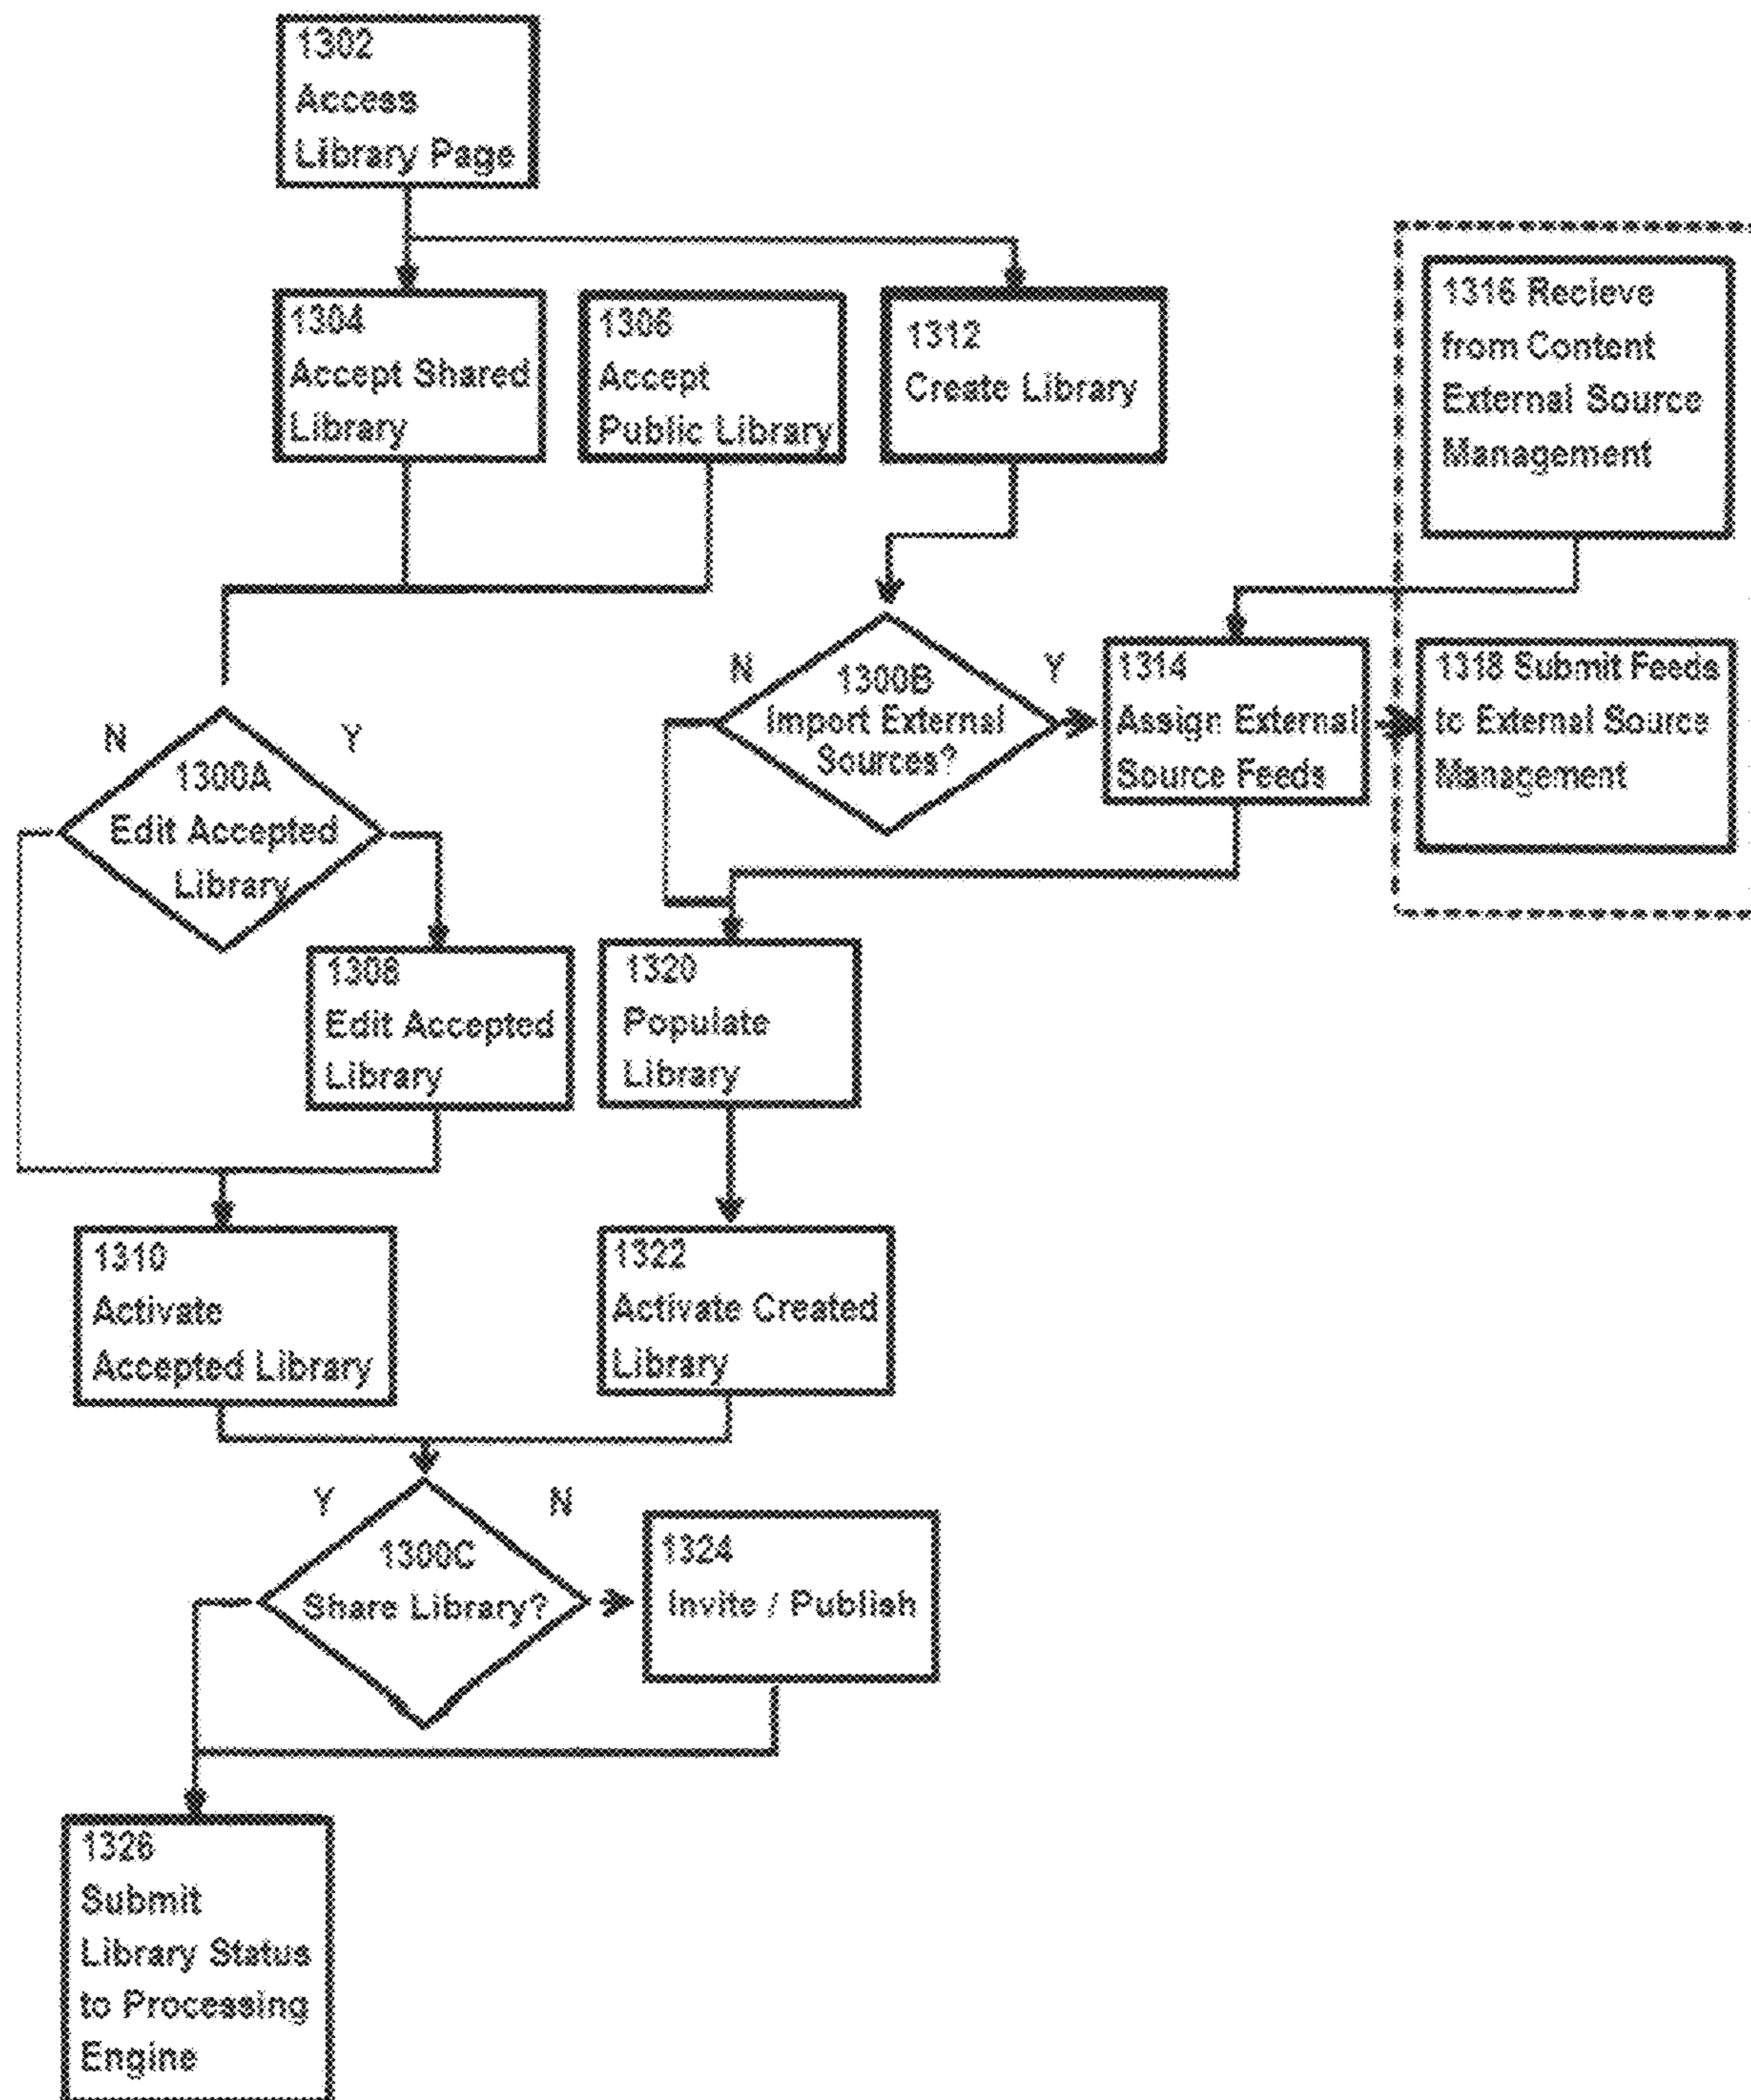 1302
Access
Library Page
1304
Accept Shared
Library
1306
Accept
Public Library
1312
Create Library
1316 Recieve
from Content
External Source
Management
N
1300B
Import External
Sources?
Y
1314
Assign External
Source Feeds
1318 Submit Feeds
to External Source
Management
N
1300A
Edit Accepted
Library
Y
1308
Edit Accepted
Library
1320
Populate
Library
1310
Activate
Accepted Library
1322
Activate Created
Library
Y
1300C
Share Library?
N
1324
Invite / Publish
1326
Submit
Library Status
to Processing
Engine